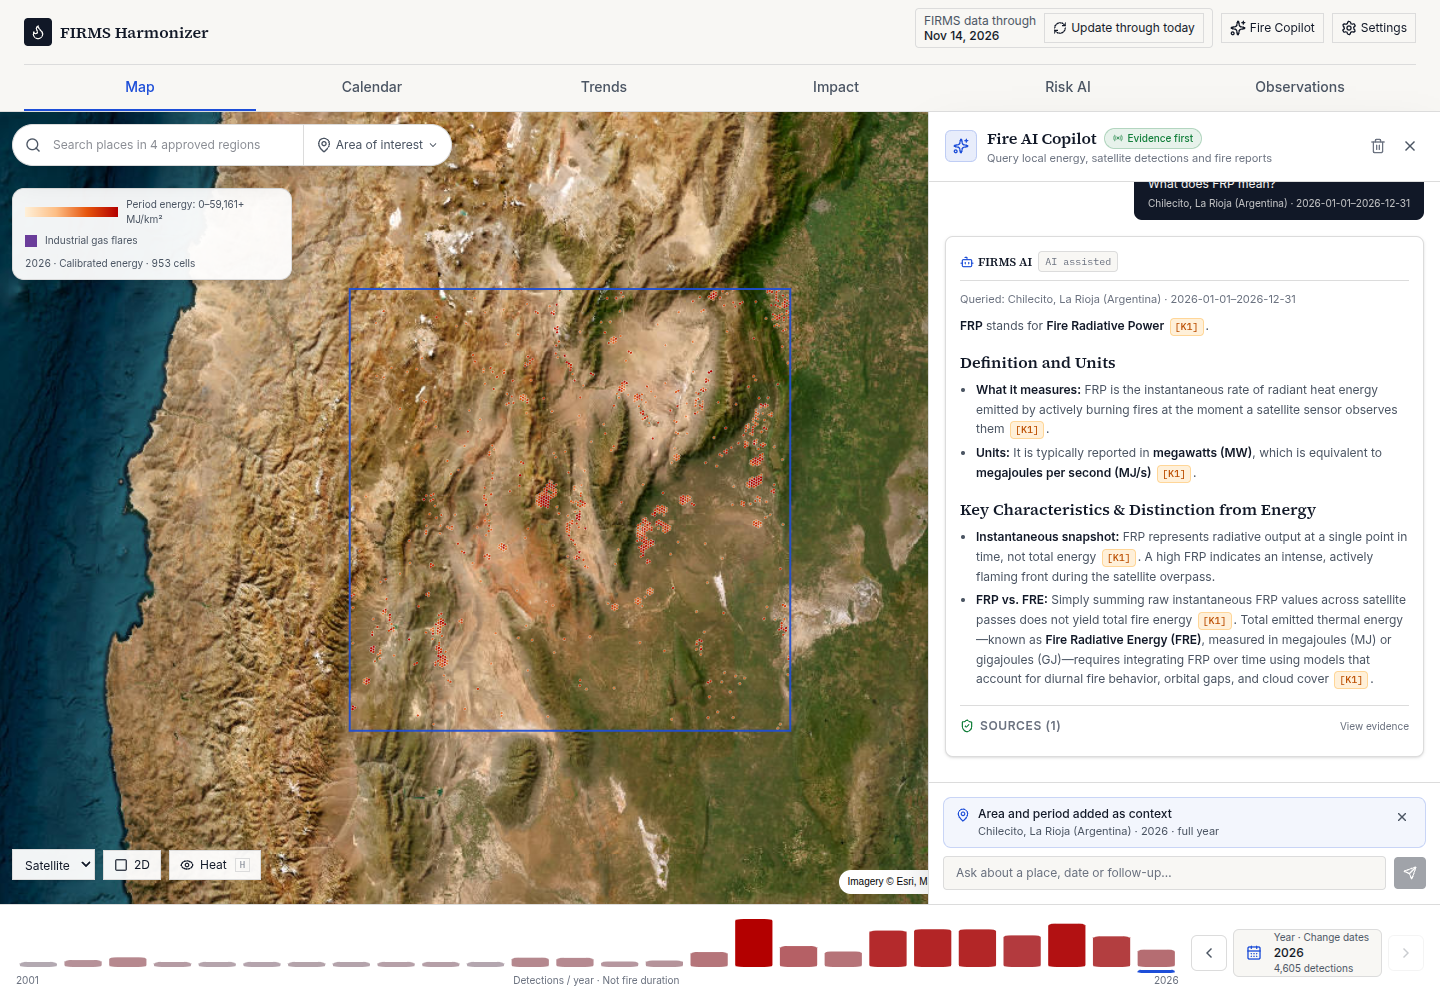 FIRMS Harmonizer
FIRMS data through
Nov 14, 2026
Update through today
Fire Copilot
Settings
Map
Calendar
Trends
Impact
Risk AI
Observations
Search places in 4 approved regions
Area of interest
Period energy: 0–59,161+
MJ/km²
Industrial gas flares
2026 · Calibrated energy · 953 cells
Satellite
2D
Heat H
Imagery © Esri, M
Fire AI Copilot
Evidence first
Query local energy, satellite detections and fire reports
What does FRP mean?
Chilecito, La Rioja (Argentina) · 2026-01-01–2026-12-31
FIRMS AI
AI assisted
Queried: Chilecito, La Rioja (Argentina) · 2026-01-01–2026-12-31
FRP stands for Fire Radiative Power [K1] .
Definition and Units
• What it measures: FRP is the instantaneous rate of radiant heat energy
emitted by actively burning fires at the moment a satellite sensor observes
them [K1] .
• Units: It is typically reported in megawatts (MW), which is equivalent to
megajoules per second (MJ/s) [K1] .
Key Characteristics & Distinction from Energy
• Instantaneous snapshot: FRP represents radiative output at a single point in
time, not total energy [K1] . A high FRP indicates an intense, actively
flaming front during the satellite overpass.
• FRP vs. FRE: Simply summing raw instantaneous FRP values across satellite
passes does not yield total fire energy [K1] . Total emitted thermal energy
—known as Fire Radiative Energy (FRE), measured in megajoules (MJ) or
gigajoules (GJ)—requires integrating FRP over time using models that
account for diurnal fire behavior, orbital gaps, and cloud cover [K1] .
SOURCES (1)
View evidence
Area and period added as context
Chilecito, La Rioja (Argentina) · 2026 · full year
Ask about a place, date or follow-up...
2001
Detections / year · Not fire duration
2026
Year · Change dates
2026
4,605 detections